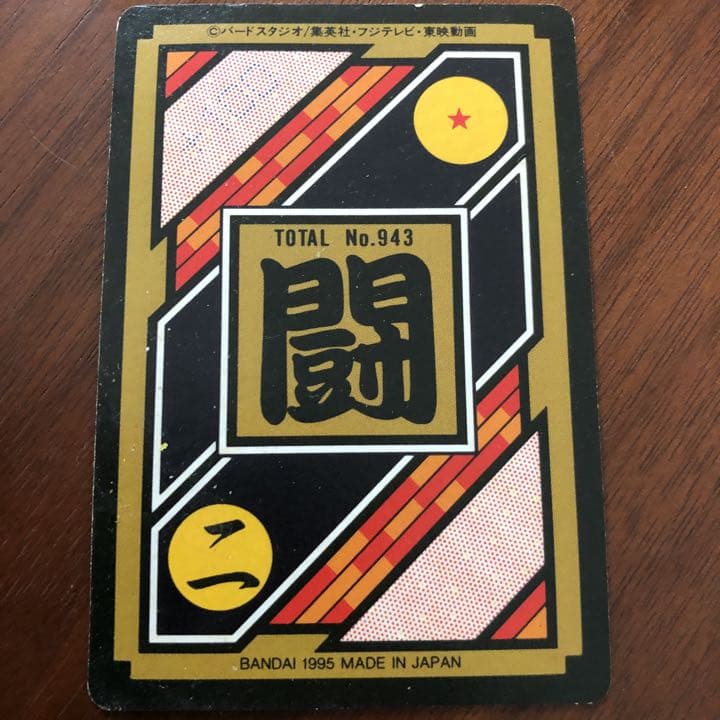 ©バードスタジオ/集英社・フジテレビ・東映動画
TOTAL No.943
闘
二
BANDAI 1995 MADE IN JAPAN